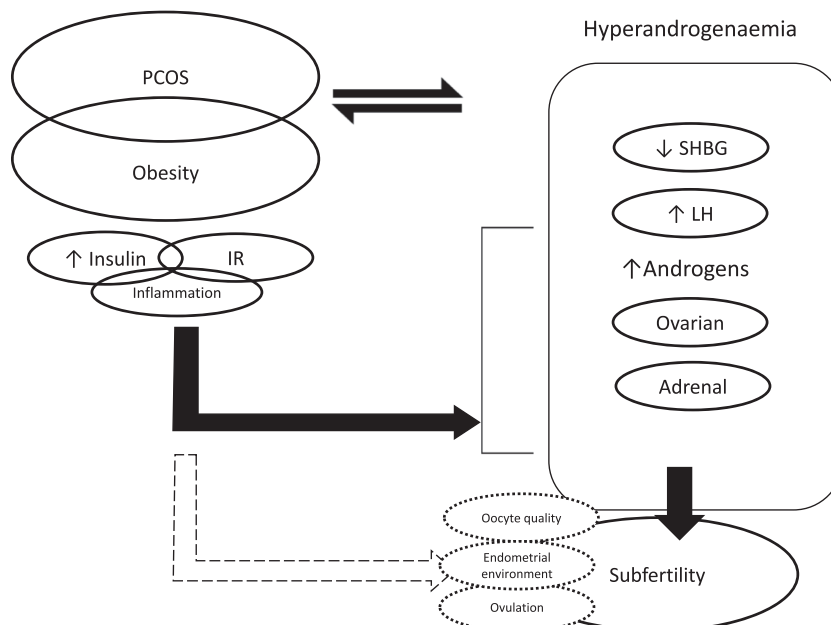 Hyperandrogenaemia
PCOS
Obesity
↑ Insulin
IR
Inflammation
↓ SHBG
↑ LH
↑Androgens
Ovarian
Adrenal
Oocyte quality
Endometrial
environment
Ovulation
Subfertility